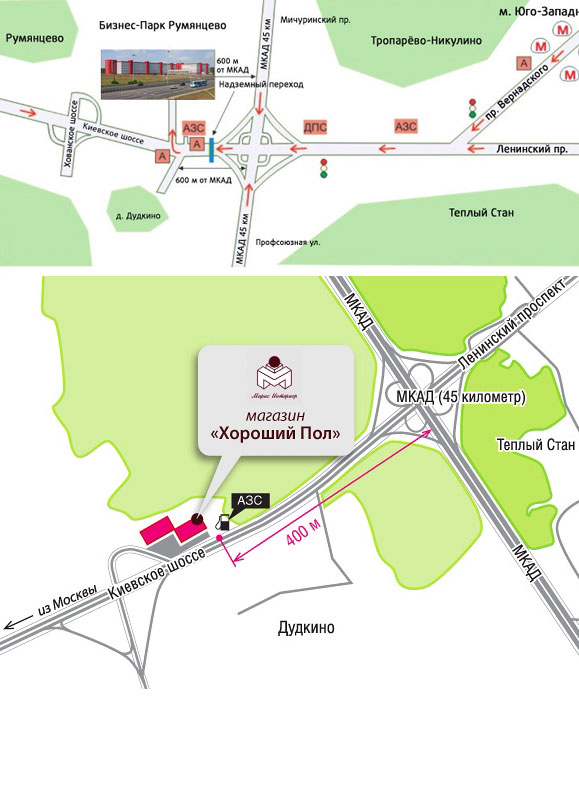 Бизнес-Парк Румянцево
Мичуринский пр.
м. Юго-Запад
Румянцево
Тропарёво-Никулино
МКАД 45 км
600 м
от МКАД
Надземный переход
А
пр. Вернадского
Хованское шоссе
Киевское шоссе
АЗС
ДПС
АЗС
А
А
Ленинский пр.
600 м от МКАД
д. Дудкино
МКАД 45 км
Теплый Стан
Профсоюзная ул.
МКАД
Ленинский проспект
Марис Интериор
магазин
«Хороший Пол»
МКАД (45 километр)
Теплый Стан
АЗС
400 м
Киевское шоссе
из Москвы
МКАД
Дудкино